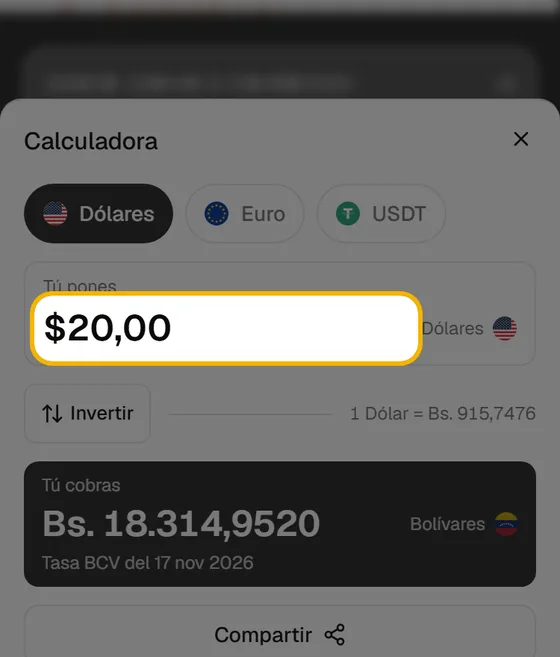 Calculadora
Dólares Euro USDT
Tú pones
$20,00 Dólares
Invertir 1 Dólar = Bs. 915,7476
Tú cobras
Bs. 18.314,9520 Bolívares
Tasa BCV del 17 nov 2026
Compartir